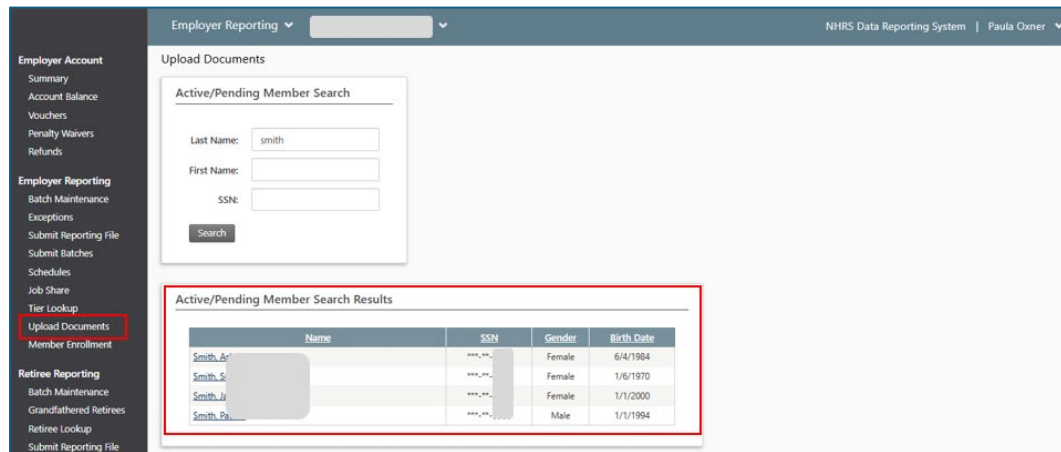 Employer Reporting
NHRS Data Reporting System | Paula Oxner
Employer Account
Summary
Account Balance
Vouchers
Penalty Waivers
Refunds
Employer Reporting
Batch Maintenance
Exceptions
Submit Reporting File
Submit Batches
Schedules
Job Share
Tier Lookup
Upload Documents
Member Enrollment
Retiree Reporting
Batch Maintenance
Grandfathered Retirees
Retiree Lookup
Submit Reporting File
Upload Documents
Active/Pending Member Search
Last Name: smith
First Name:
SSN:
Search
Active/Pending Member Search Results
Name SSN Gender Birth Date
Smith, ***-**- Female 6/4/1984
Smith, ***-**- Female 1/6/1970
Smith, ***-**- Female 1/1/2000
Smith, ***-**- Male 1/1/1994